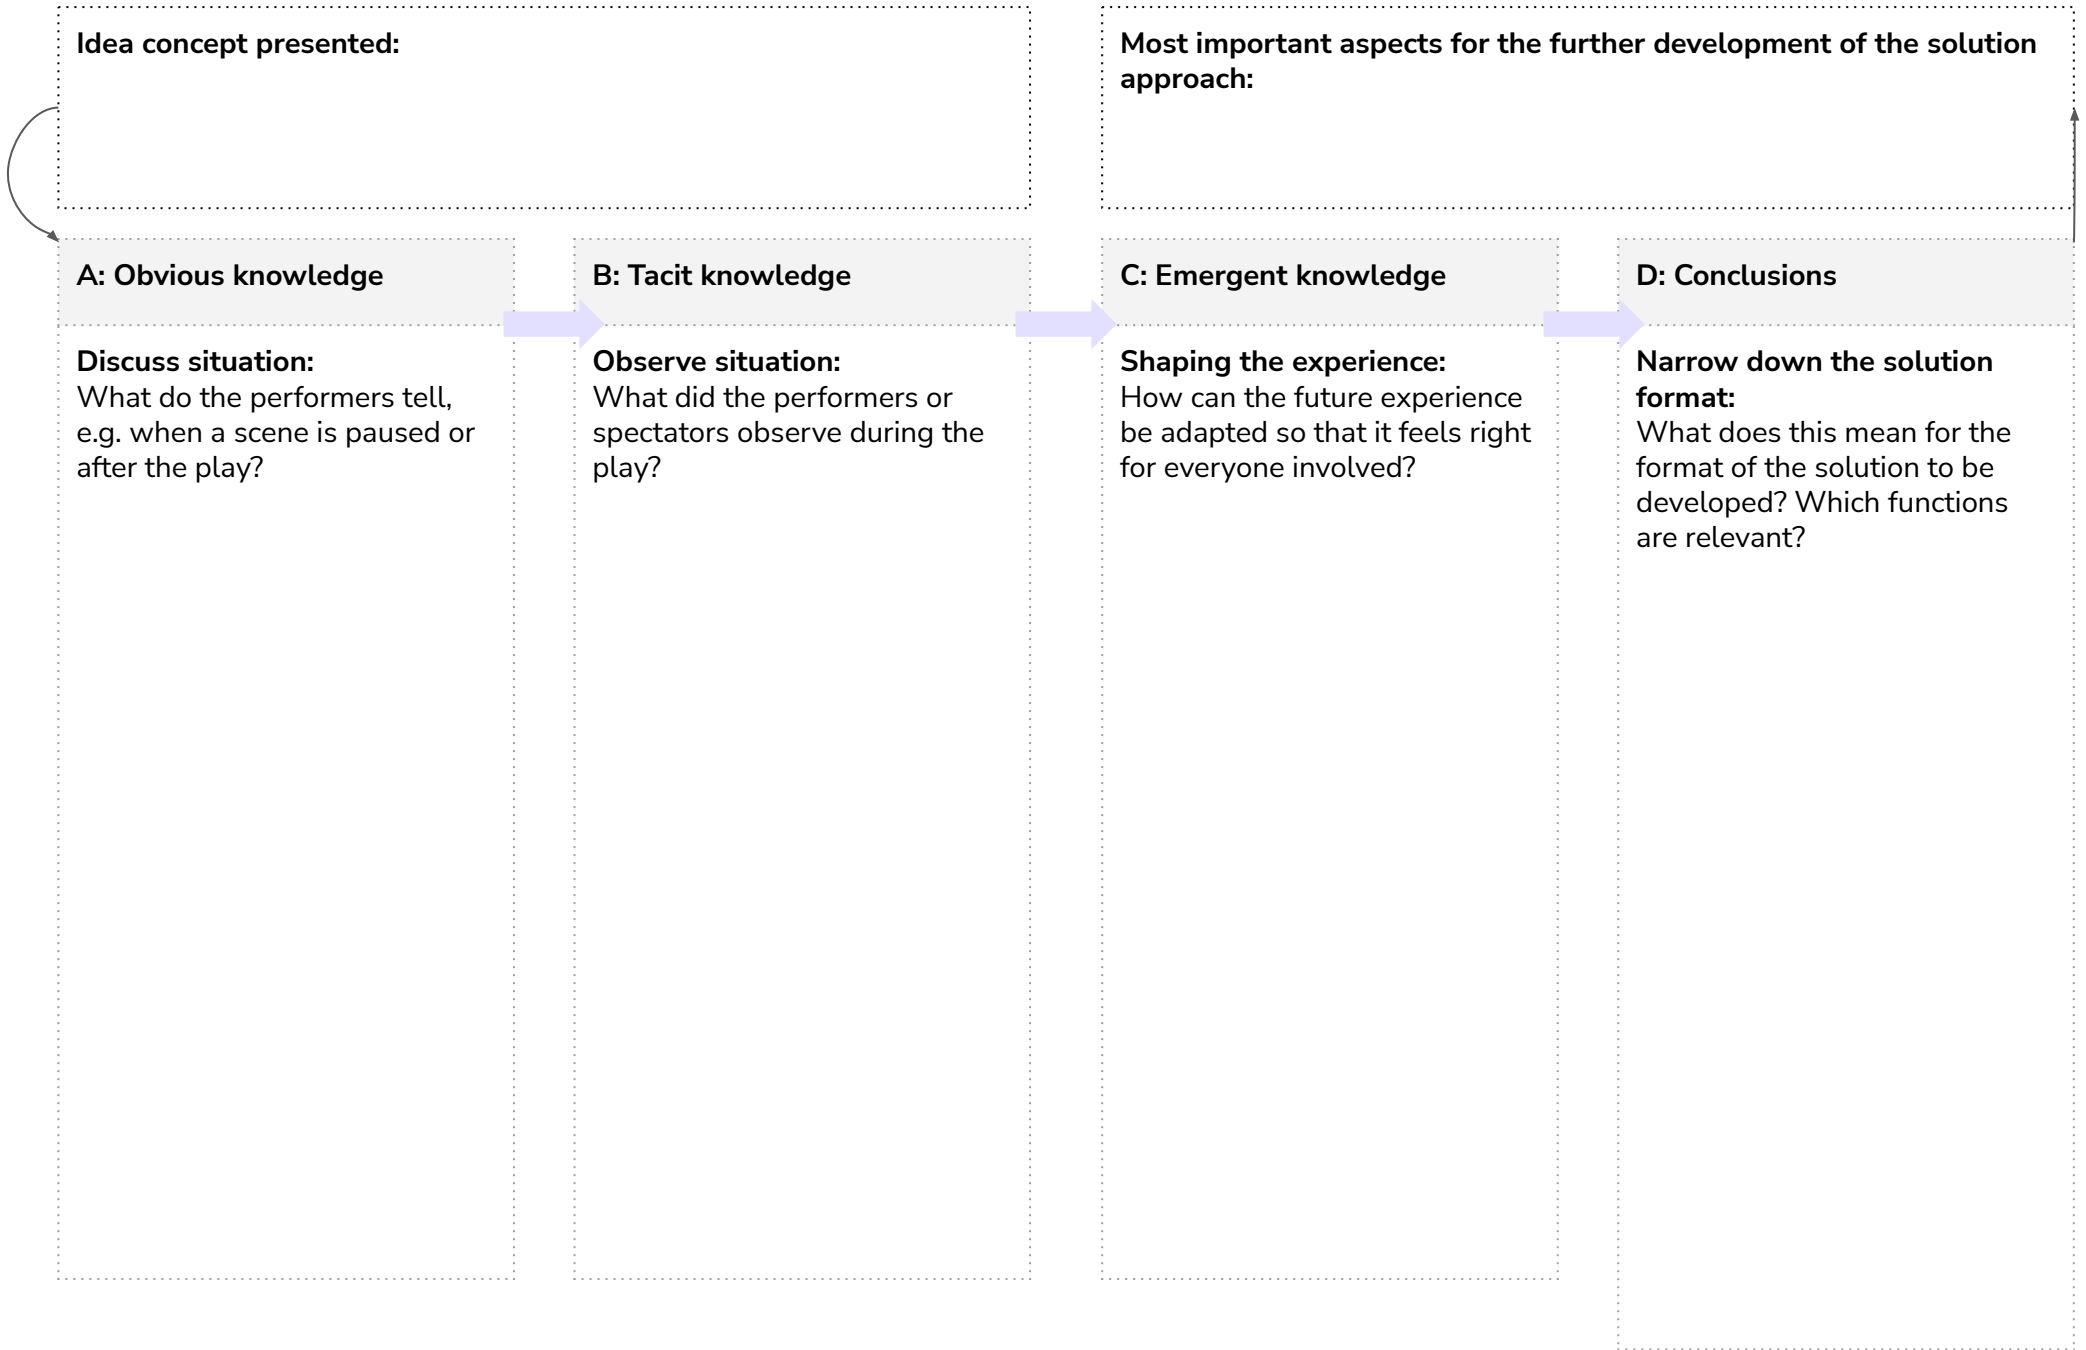 Idea concept presented:
Most important aspects for the further development of the solution
approach:
A: Obvious knowledge
Discuss situation:
What do the performers tell,
e.g. when a scene is paused or
after the play?
B: Tacit knowledge
Observe situation:
What did the performers or
spectators observe during the
play?
C: Emergent knowledge
Shaping the experience:
How can the future experience
be adapted so that it feels right
for everyone involved?
D: Conclusions
Narrow down the solution
format:
What does this mean for the
format of the solution to be
developed? Which functions
are relevant?